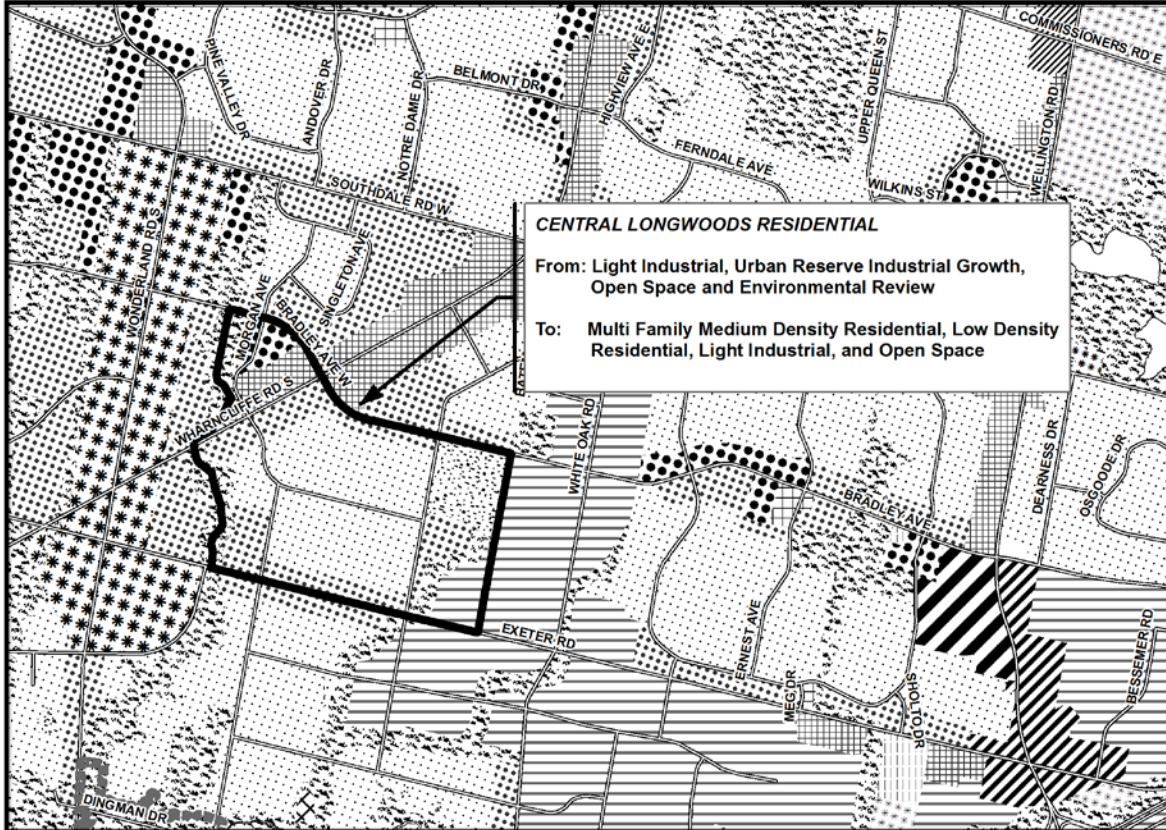 COMMISSIONERS RD E
PINE VALLEY DR
ANDOVER DR
NOTRE DAME DR
BELMONT DR
HIGHVIEW AVE E
UPPER QUEEN ST
WELLINGTON RD
FERNDALE AVE
WILKINS ST
SOUTHDALE RD W
WONDERLAND RD S
SINGLETON AVE
MORGAN AVE
BRADLEY AVE W
WHARNCLIFFE RD S
CENTRAL LONGWOODS RESIDENTIAL
From: Light Industrial, Urban Reserve Industrial Growth,
Open Space and Environmental Review
To: Multi Family Medium Density Residential, Low Density
Residential, Light Industrial, and Open Space
WHITE OAK RD
DEARNESS DR
OSGOODE DR
BRADLEY AVE
EXETER RD
ERNEST AVE
MEG DR
SHOLTO DR
BESSEMER RD
DINGMAN DR